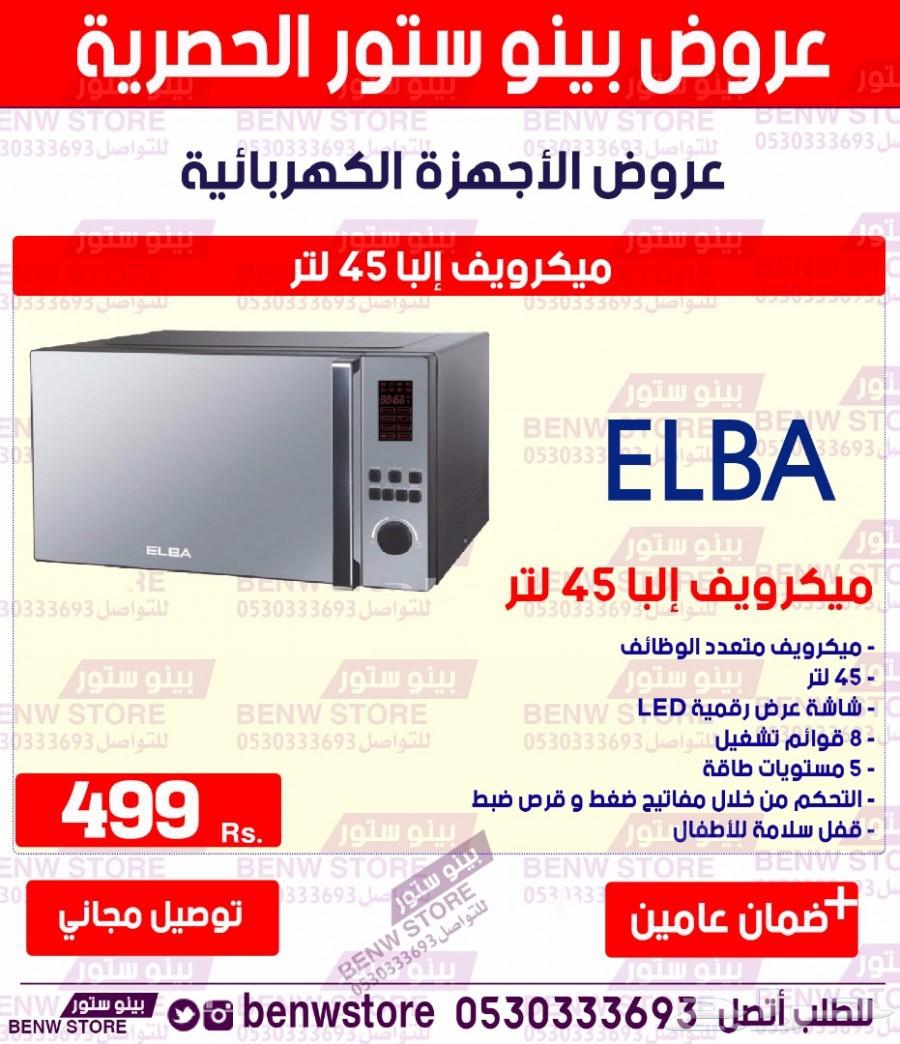 عروض بينو ستور الحصرية
عروض الأجهزة الكهربائية
ميكرويف إلبا 45 لتر
ELBA
ELBA
ميكرويف إلبا 45 لتر
- ميكرويف متعدد الوظائف
- 45 لتر
- شاشة عرض رقمية LED
- 8 قوائم تشغيل
- 5 مستويات طاقة
- التحكم من خلال مفاتيح ضغط و قرص ضبط
- قفل سلامة للأطفال
499 Rs.
+ضمان عامين
توصيل مجاني
بينو ستور
BENW STORE
للتواصل 0530333693
للطلب أتصل 0530333693 benwstore
بينو ستور
BENW STORE